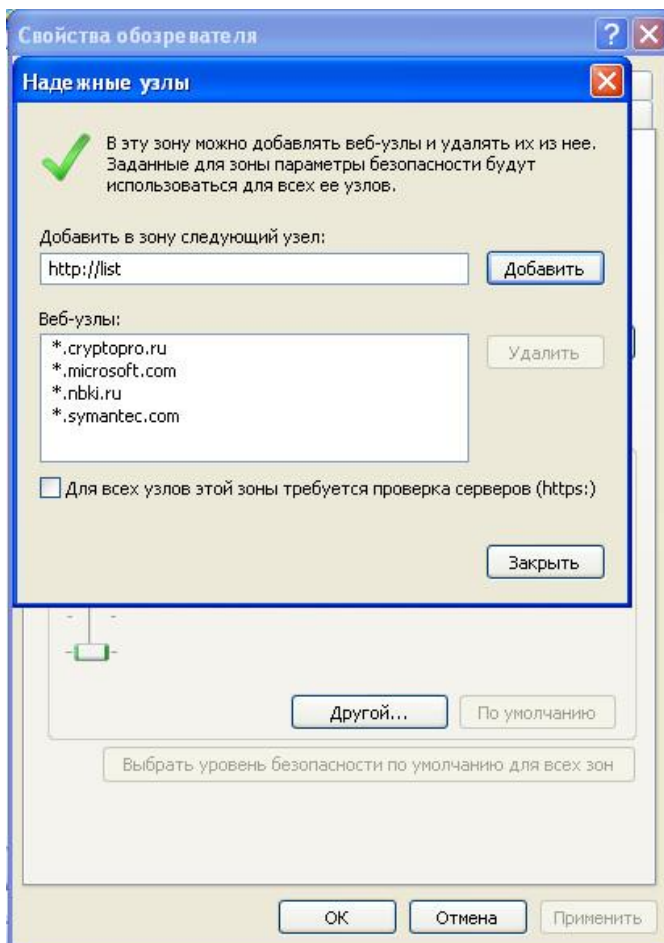 Свойства обозревателя
Надежные узлы
В эту зону можно добавлять веб-узлы и удалять их из нее.
Заданные для зоны параметры безопасности будут
использоваться для всех ее узлов.
Добавить в зону следующий узел:
http://list
Добавить
Веб-узлы:
*.cryptopro.ru
*.microsoft.com
*.nbki.ru
*.symantec.com
Удалить
Для всех узлов этой зоны требуется проверка серверов (https:)
Закрыть
Другой...
По умолчанию
Выбрать уровень безопасности по умолчанию для всех зон
OK
Отмена
Применить